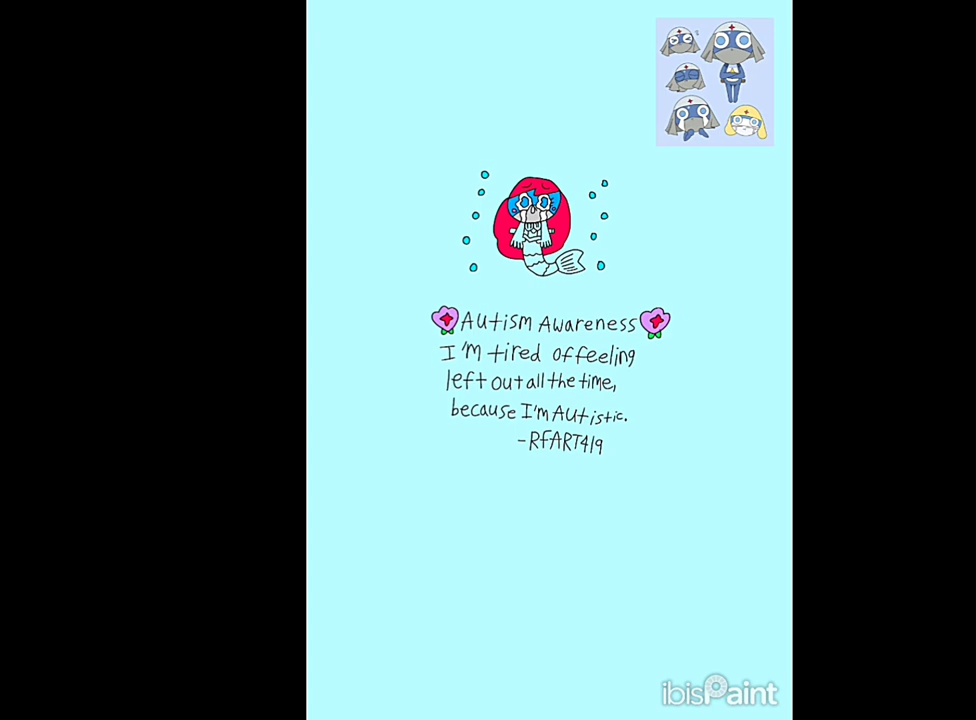 Autism Awareness
I'm tired of feeling
left out all the time,
because I'm Autistic.
-RFART419
ibisPaint